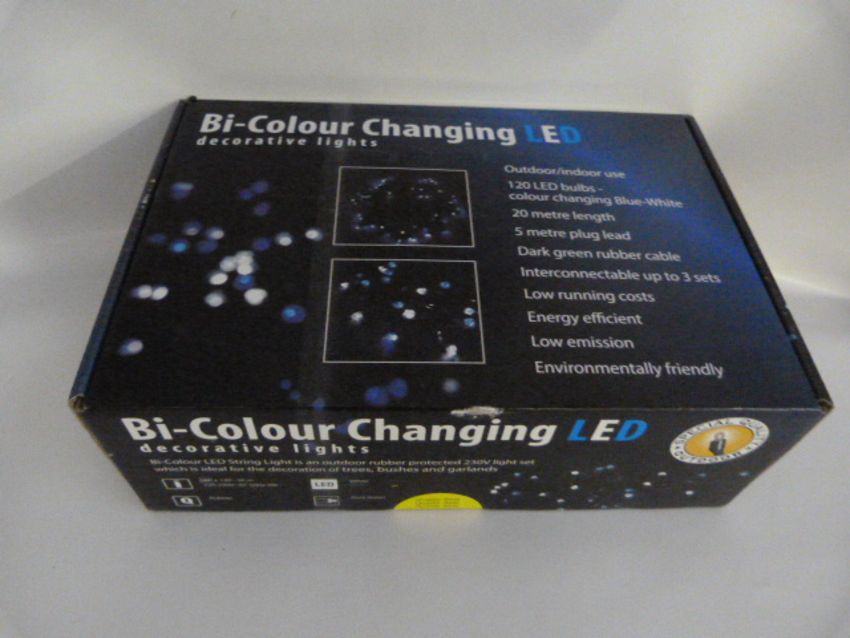 Bi-Colour Changing LED
decorative lights
Outdoor/indoor use
120 LED bulbs -
colour changing Blue-White
20 metre length
5 metre plug lead
Dark green rubber cable
Interconnectable up to 3 sets
Low running costs
Energy efficient
Low emission
Environmentally friendly
Bi-Colour Changing LED
decorative lights
Bi-Colour LED String Light is an outdoor rubber protected 230V light set
which is ideal for the decoration of trees, bushes and garlands
LED
SPECIAL QUALITY
OUTDOOR